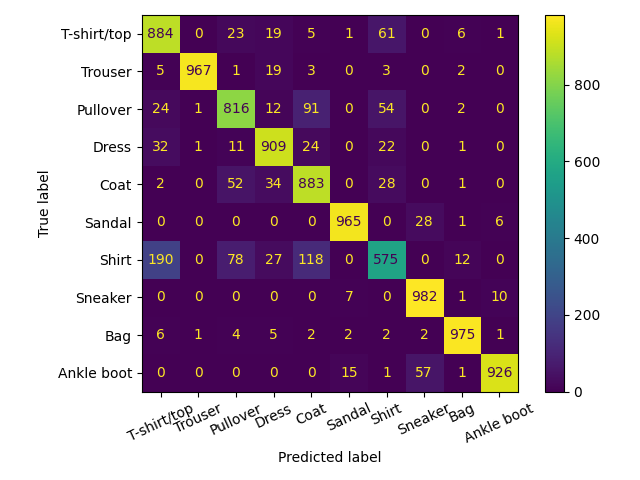 T-shirt/top 884 0 23 19 5 1 61 0 6 1
Trouser 5 967 1 19 3 0 3 0 2 0
Pullover 24 1 816 12 91 0 54 0 2 0
Dress 32 1 11 909 24 0 22 0 1 0
Coat 2 0 52 34 883 0 28 0 1 0
Sandal 0 0 0 0 0 965 0 28 1 6
Shirt 190 0 78 27 118 0 575 0 12 0
Sneaker 0 0 0 0 0 7 0 982 1 10
Bag 6 1 4 5 2 2 2 2 975 1
Ankle boot 0 0 0 0 0 15 1 57 1 926
T-shirt/top Trouser Pullover Dress Coat Sandal Shirt Sneaker Bag Ankle boot
Predicted label
True label
800
600
400
200
0